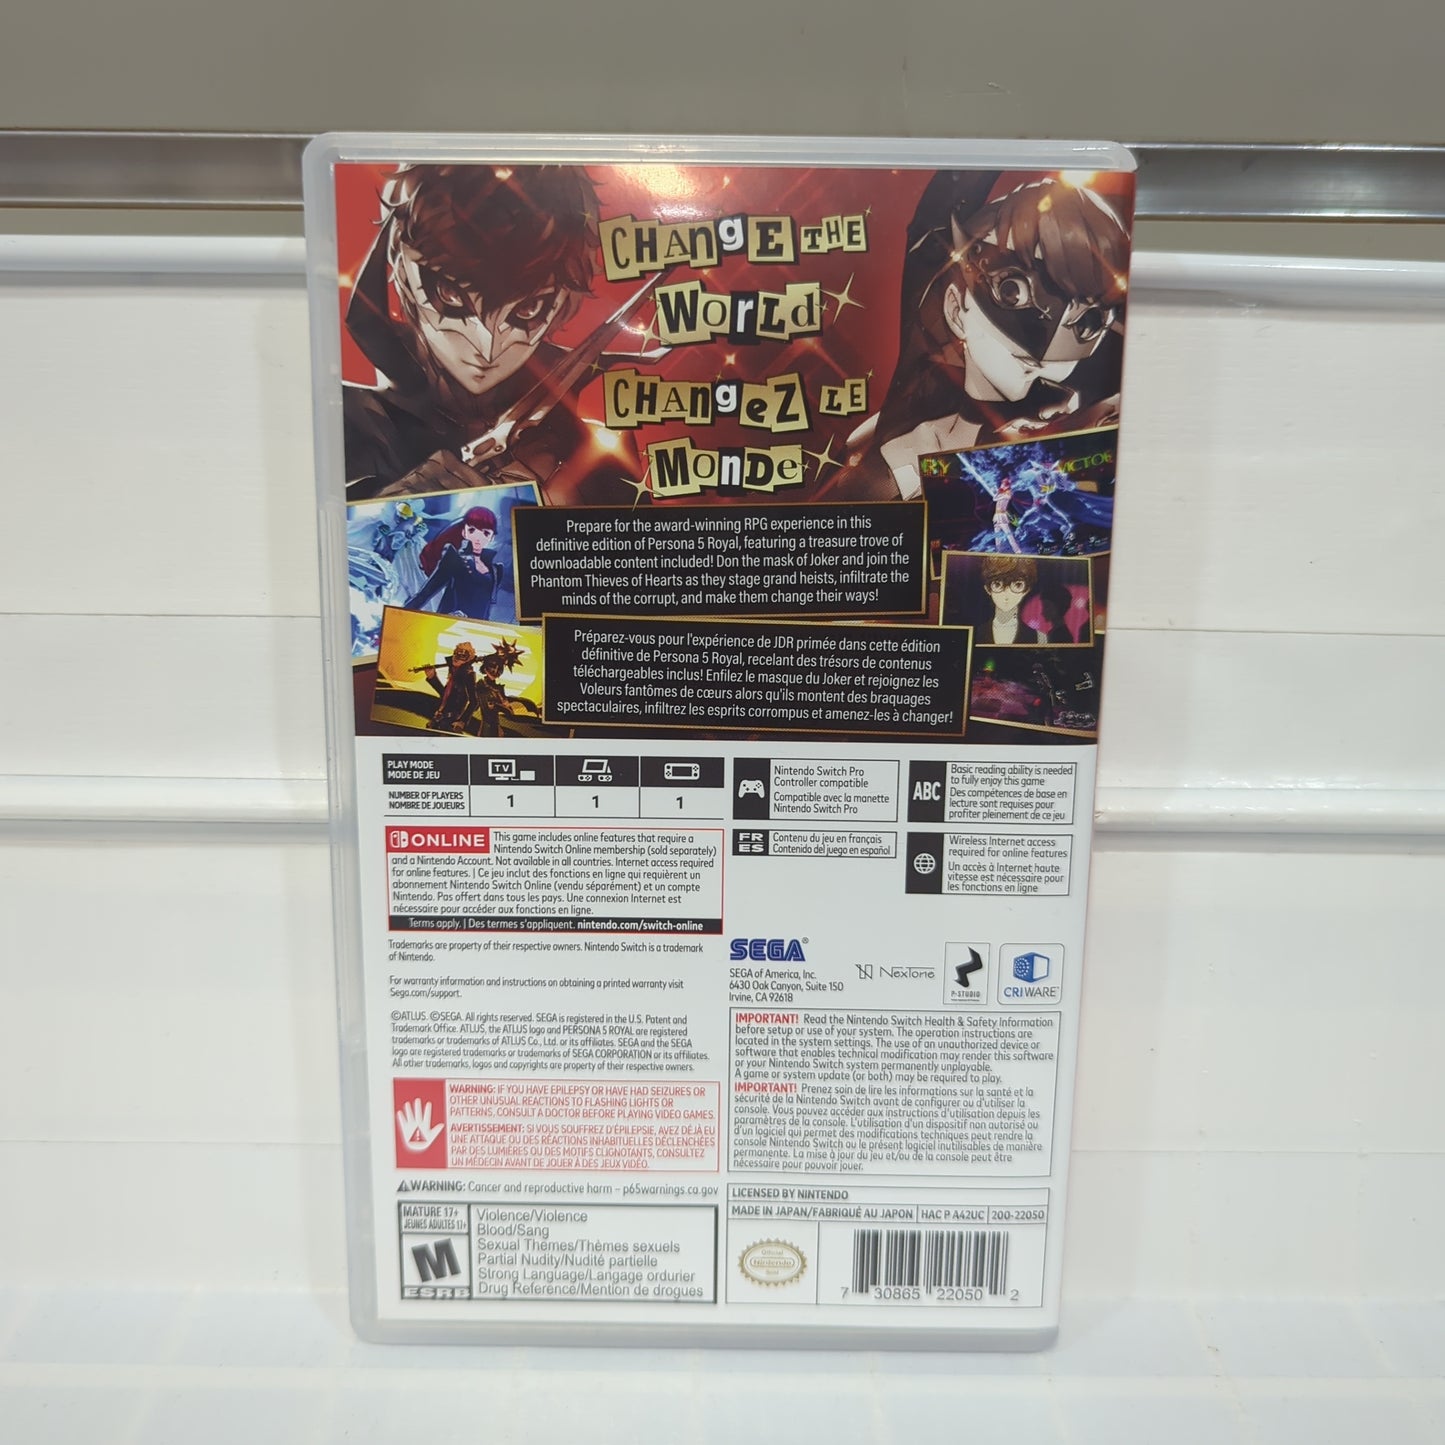 CHANGE THE
WORLD
CHANGEZ LE
MONDE
RY
VICTOR
Prepare for the award-winning RPG experience in this
definitive edition of Persona 5 Royal, featuring a treasure trove of
downloadable content included! Don the mask of Joker and join the
Phantom Thieves of Hearts as they stage grand heists, infiltrate the
minds of the corrupt, and make them change their ways!
Préparez-vous pour l'expérience de JDR primée dans cette édition
définitive de Persona 5 Royal, recelant des trésors de contenus
téléchargeables inclus! Enfilez le masque du Joker et rejoignez les
Voleurs fantômes de cœurs alors qu'ils montent des braquages
spectaculaires, infiltrez les esprits corrompus et amenez-les à changer!
PLAY MODE
MODE DE JEU
TV
NUMBER OF PLAYERS
NOMBRE DE JOUEURS
1 1 1
Nintendo Switch Pro
Controller compatible
Compatible avec la manette
Nintendo Switch Pro
ABC
Basic reading ability is needed
to fully enjoy this game
Des compétences de base en
lecture sont requises pour
profiter pleinement de ce jeu
FR
ES
Contenu du jeu en français
Contenido del juego en español
Wireless Internet access
required for online features
Un accès à Internet haute
vitesse est nécessaire pour
les fonctions en ligne
ONLINE
This game includes online features that require a
Nintendo Switch Online membership (sold separately)
and a Nintendo Account. Not available in all countries. Internet access required
for online features. | Ce jeu inclut des fonctions en ligne qui requièrent un
abonnement Nintendo Switch Online (vendu séparément) et un compte
Nintendo. Pas offert dans tous les pays. Une connexion Internet est
nécessaire pour accéder aux fonctions en ligne.
Terms apply. | Des termes s'appliquent. nintendo.com/switch-online
Trademarks are property of their respective owners. Nintendo Switch is a trademark
of Nintendo.
For warranty information and instructions on obtaining a printed warranty visit
Sega.com/support.
©ATLUS. ©SEGA. All rights reserved. SEGA is registered in the U.S. Patent and
Trademark Office. ATLUS, the ATLUS logo and PERSONA 5 ROYAL are registered
trademarks or trademarks of ATLUS Co., Ltd. or its affiliates. SEGA and the SEGA
logo are registered trademarks or trademarks of SEGA CORPORATION or its affiliates.
All other trademarks, logos and copyrights are property of their respective owners.
SEGA®
SEGA of America, Inc.
6430 Oak Canyon, Suite 150
Irvine, CA 92618
NexTone
P-STUDIO
CRIWARE
WARNING: IF YOU HAVE EPILEPSY OR HAVE HAD SEIZURES OR
OTHER UNUSUAL REACTIONS TO FLASHING LIGHTS OR
PATTERNS, CONSULT A DOCTOR BEFORE PLAYING VIDEO GAMES.
AVERTISSEMENT: SI VOUS SOUFFREZ D'ÉPILEPSIE, AVEZ DÉJÀ EU
UNE ATTAQUE OU DES RÉACTIONS INHABITUELLES DÉCLENCHÉES
PAR DES LUMIÈRES OU DES MOTIFS CLIGNOTANTS, CONSULTEZ
UN MÉDECIN AVANT DE JOUER À DES JEUX VIDÉO.
IMPORTANT! Read the Nintendo Switch Health & Safety Information
before setup or use of your system. The operation instructions are
located in the system settings. The use of an unauthorized device or
software that enables technical modification may render this software
or your Nintendo Switch system permanently unplayable.
A game or system update (or both) may be required to play.
IMPORTANT! Prenez soin de lire les informations sur la santé et la
sécurité de la Nintendo Switch avant de configurer ou d'utiliser la
console. Vous pouvez accéder aux instructions d'utilisation depuis les
paramètres de la console. L'utilisation d'un dispositif non autorisé ou
d'un logiciel qui permet des modifications techniques peut rendre la
console Nintendo Switch ou le présent logiciel inutilisables de manière
permanente. La mise à jour du jeu et/ou de la console peut être
nécessaire pour pouvoir jouer.
WARNING: Cancer and reproductive harm – p65warnings.ca.gov
MATURE 17+
JEUNES ADULTES 17+
M
ESRB
Violence/Violence
Blood/Sang
Sexual Themes/Thèmes sexuels
Partial Nudity/Nudité partielle
Strong Language/Langage ordurier
Drug Reference/Mention de drogues
LICENSED BY NINTENDO
MADE IN JAPAN/FABRIQUÉ AU JAPON HAC P A42UC 200-22050
Official
Nintendo
Seal
7 30865 22050 2